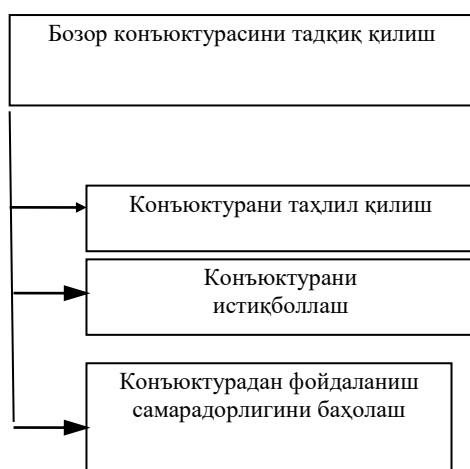 Бозор конъюктурасини тадқиқ қилиш
Конъюктурани таҳлил қилиш
Конъюктурани
истиқболлаш
Конъюктурадан фойдаланиш
самарадорлигини баҳолаш